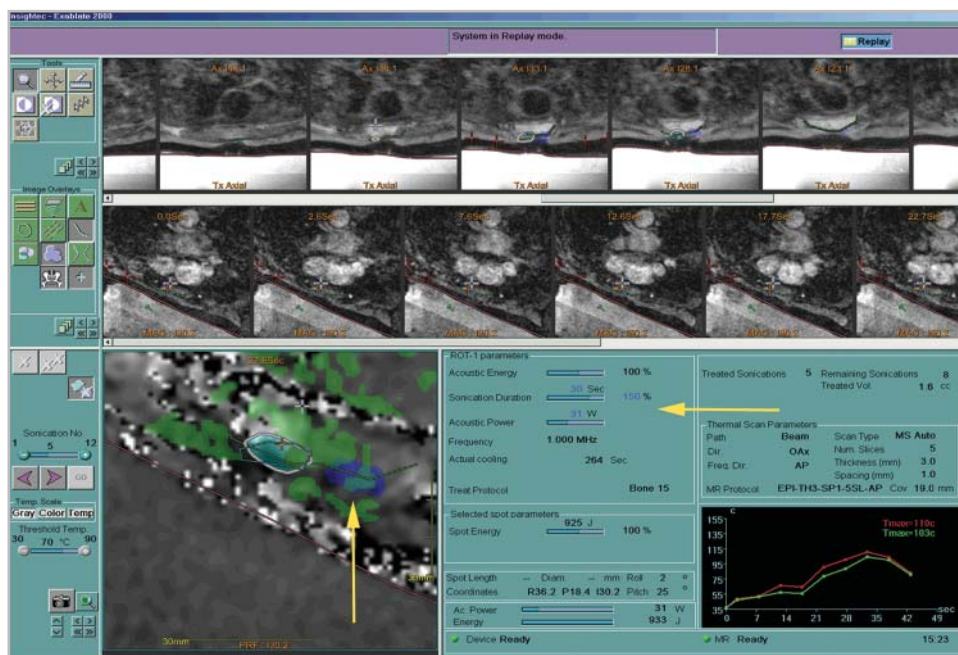 Insightec - Exablate 2000
System in Replay mode.
Replay
Tools
Tx Axial
Tx Axial
Tx Axial
Tx Axial
Tx Axial
Image Overlays
0.0Sec
2.6Sec
7.6Sec
12.6Sec
17.7Sec
22.7Sec
Sonication No
1 5 12
GO
Temp. Scale
Gray Color Temp
Threshold Temp.
30 70 °C 90
30mm
ROT-1 parameters
Acoustic Energy 100 %
Sonication Duration 30 Sec 150 %
Acoustic Power 31 W
Frequency 1.000 MHz
Actual cooling 264 Sec
Treat Protocol Bone 15
Selected spot parameters
Spot Energy 925 J 100 %
Spot Length -- Diam -- mm Roll 2 º
Coordinates R36.2 P18.4 I30.2 Pitch 25 º
Ac. Power 31 W
Energy 933 J
Device Ready
Treated Sonications 5 Remaining Sonications 8
Treated Vol. 1.6 cc
Thermal Scan Parameters
Path Beam Scan Type MS Auto
Dir. OAx Num. Slices 5
Freq. Dir. AP Thickness (mm) 3.0
Spacing (mm) 1.0
MR Protocol EPI-TH3-SP1-5SL-AP Cov 19.0 mm
c
155
135
115
95
75
55
35
Tmax=110c
Tmax=103c
0 7 14 21 28 35 42 49 sec
MR Ready 15:23